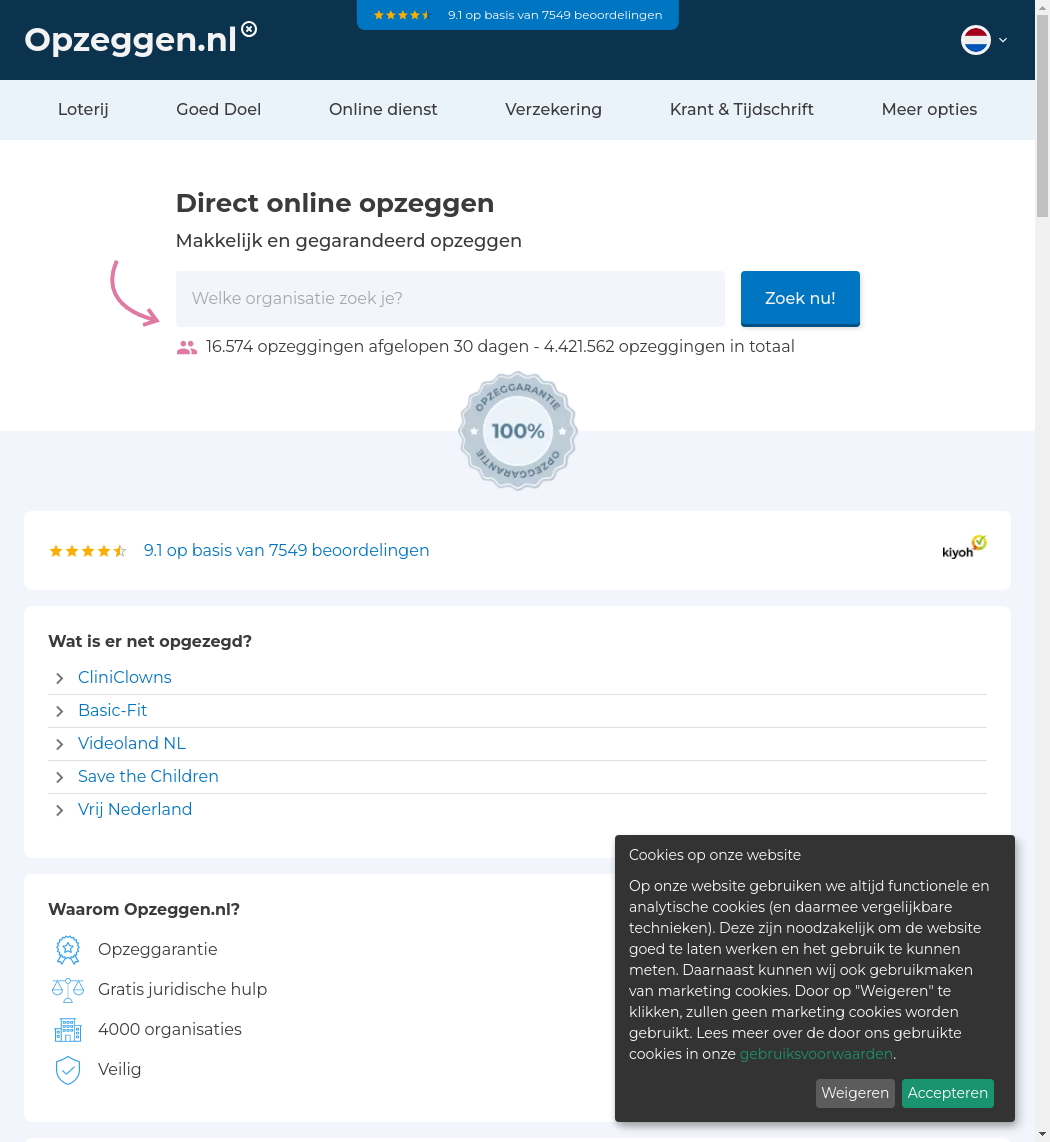 9.1 op basis van 7549 beoordelingen
Opzeggen.nl
Loterij Goed Doel Online dienst Verzekering Krant & Tijdschrift Meer opties
Direct online opzeggen
Makkelijk en gegarandeerd opzeggen
Welke organisatie zoek je? Zoek nu!
16.574 opzeggingen afgelopen 30 dagen - 4.421.562 opzeggingen in totaal
OPZEGGARANTIE
100%
OPZEGGARANTIE
9.1 op basis van 7549 beoordelingen kiyoh
Wat is er net opgezegd?
CliniClowns
Basic-Fit
Videoland NL
Save the Children
Vrij Nederland
Waarom Opzeggen.nl?
Opzeggarantie
Gratis juridische hulp
4000 organisaties
Veilig
Cookies op onze website
Op onze website gebruiken we altijd functionele en
analytische cookies (en daarmee vergelijkbare
technieken). Deze zijn noodzakelijk om de website
goed te laten werken en het gebruik te kunnen
meten. Daarnaast kunnen wij ook gebruikmaken
van marketing cookies. Door op "Weigeren" te
klikken, zullen geen marketing cookies worden
gebruikt. Lees meer over de door ons gebruikte
cookies in onze gebruiksvoorwaarden.
Weigeren Accepteren